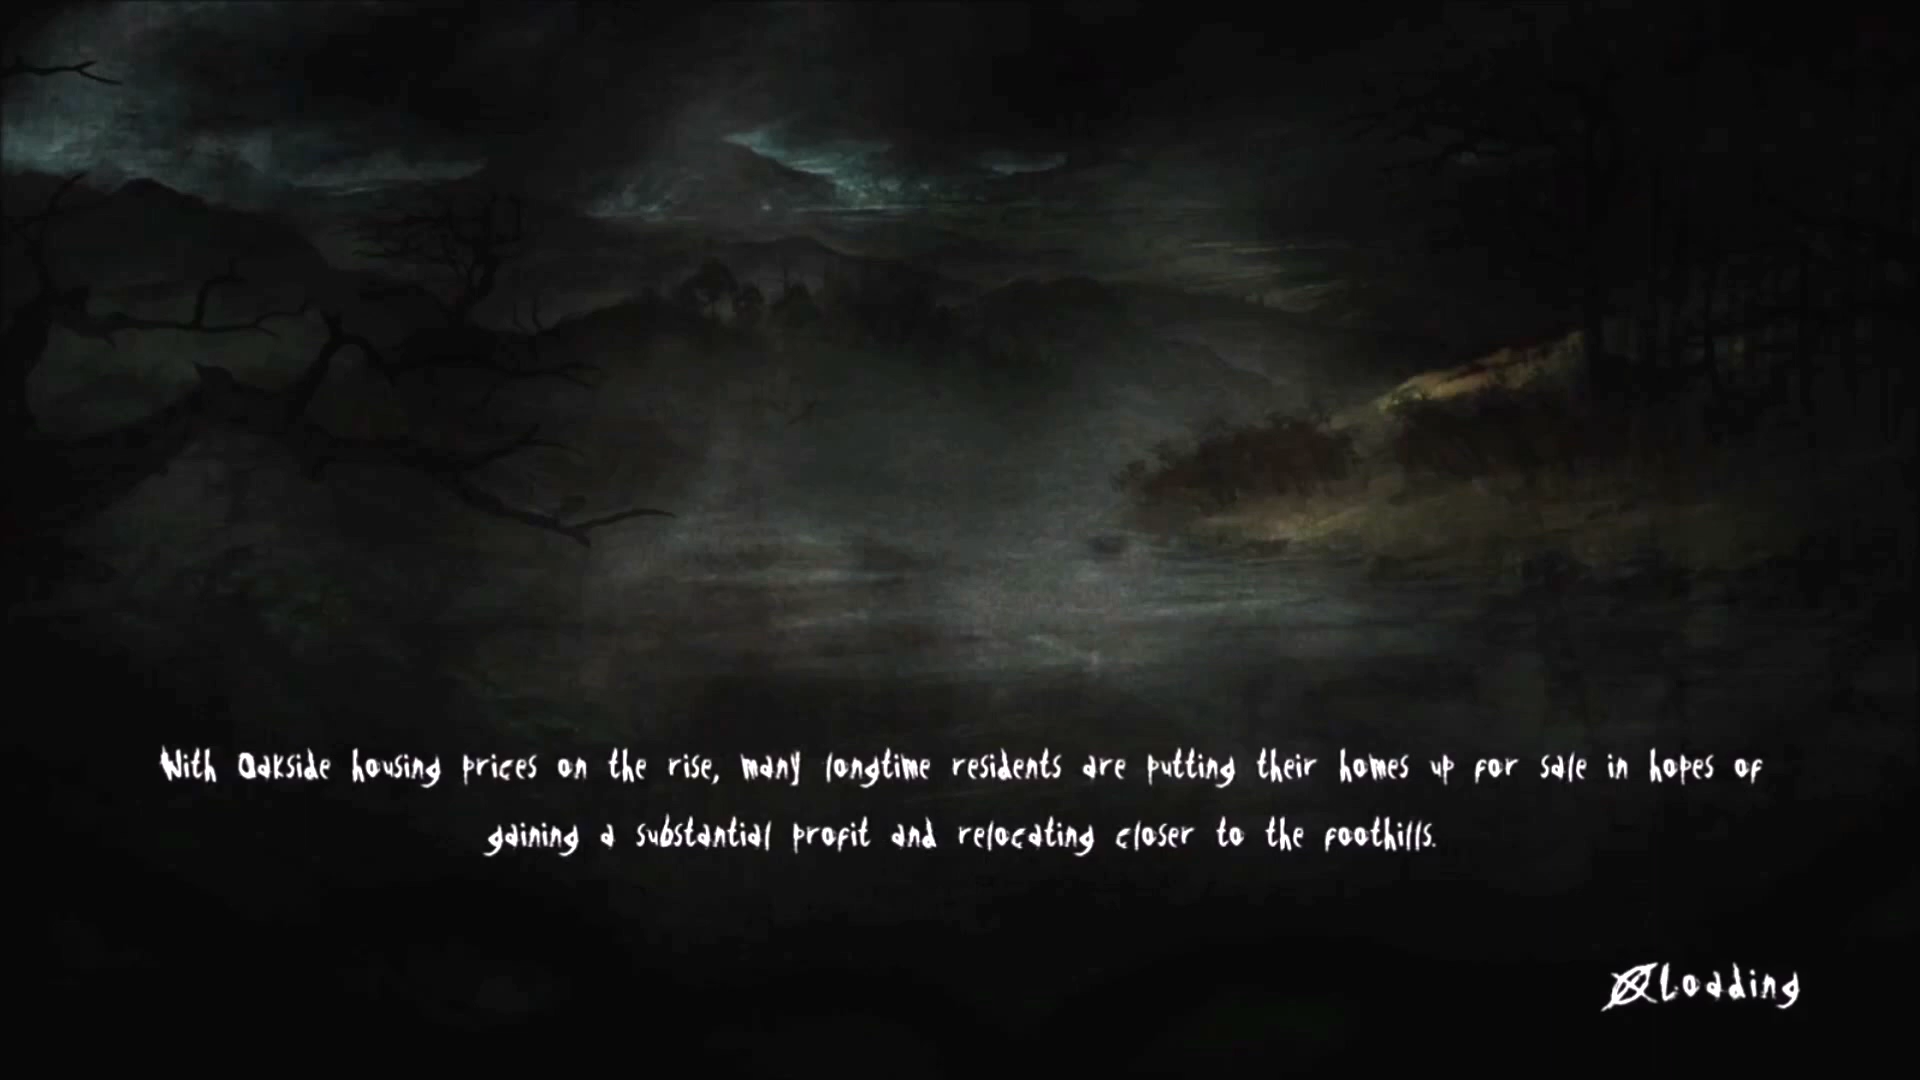 With Oakside housing prices on the rise, many longtime residents are putting their homes up for sale in hopes of
gaining a substantial profit and relocating closer to the foothills.
Loading